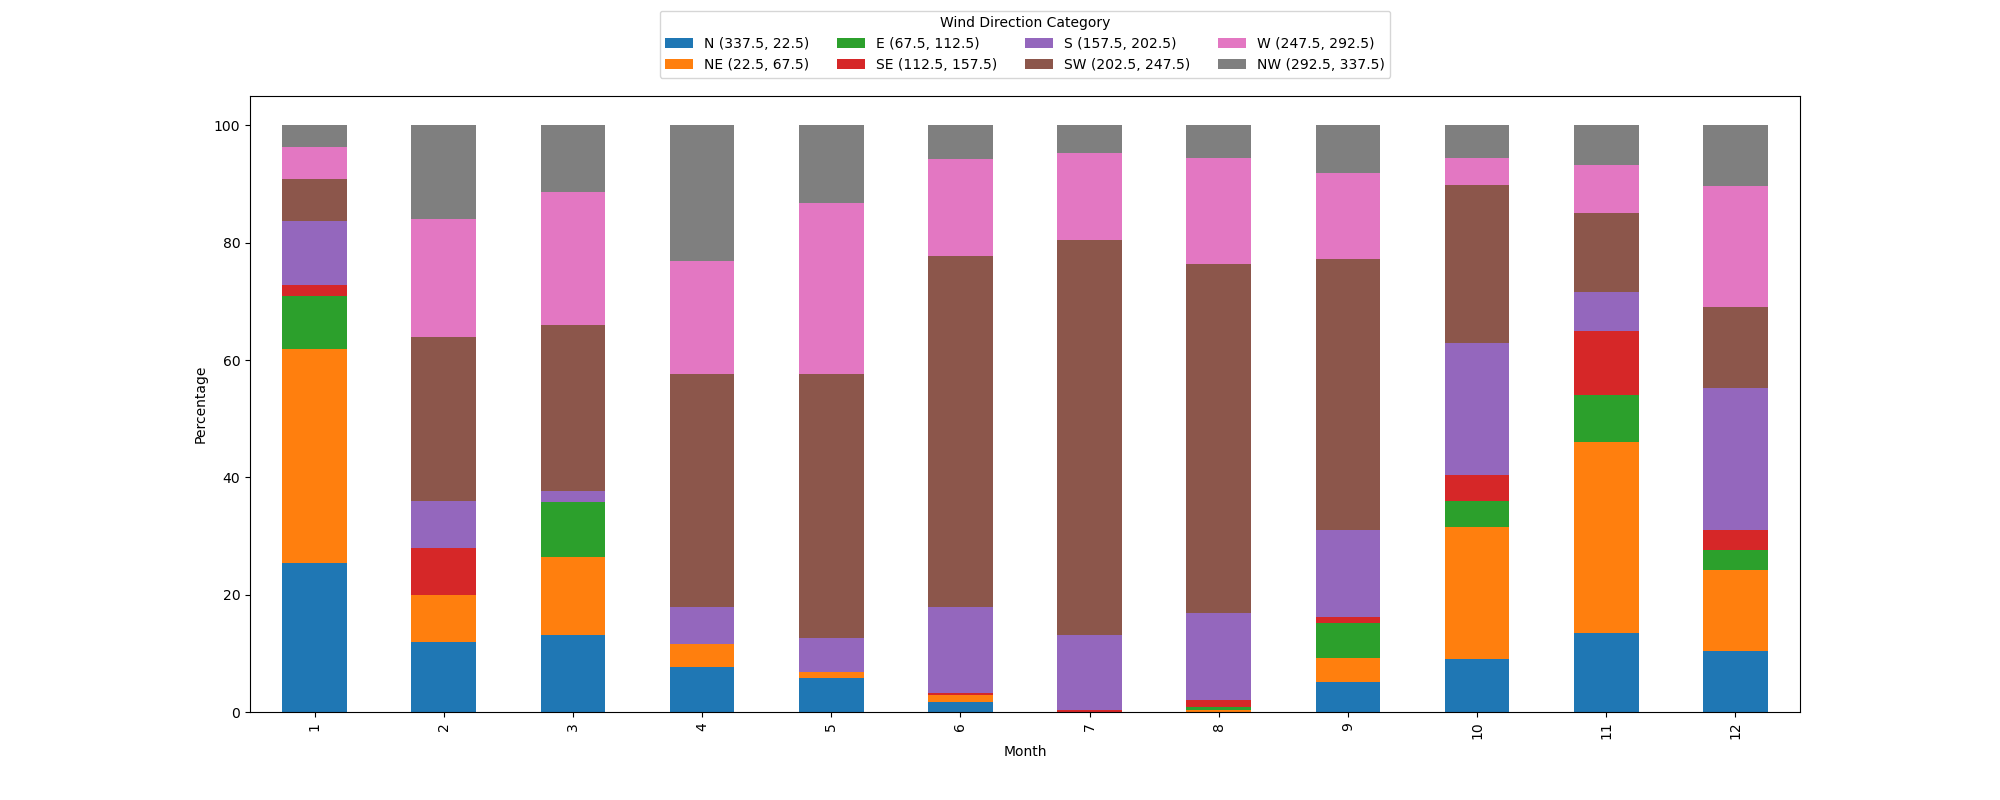 Wind Direction Category
N (337.5, 22.5) E (67.5, 112.5) S (157.5, 202.5) W (247.5, 292.5)
NE (22.5, 67.5) SE (112.5, 157.5) SW (202.5, 247.5) NW (292.5, 337.5)
100
80
60
40
20
0
Percentage
1 2 3 4 5 6 7 8 9 10 11 12
Month